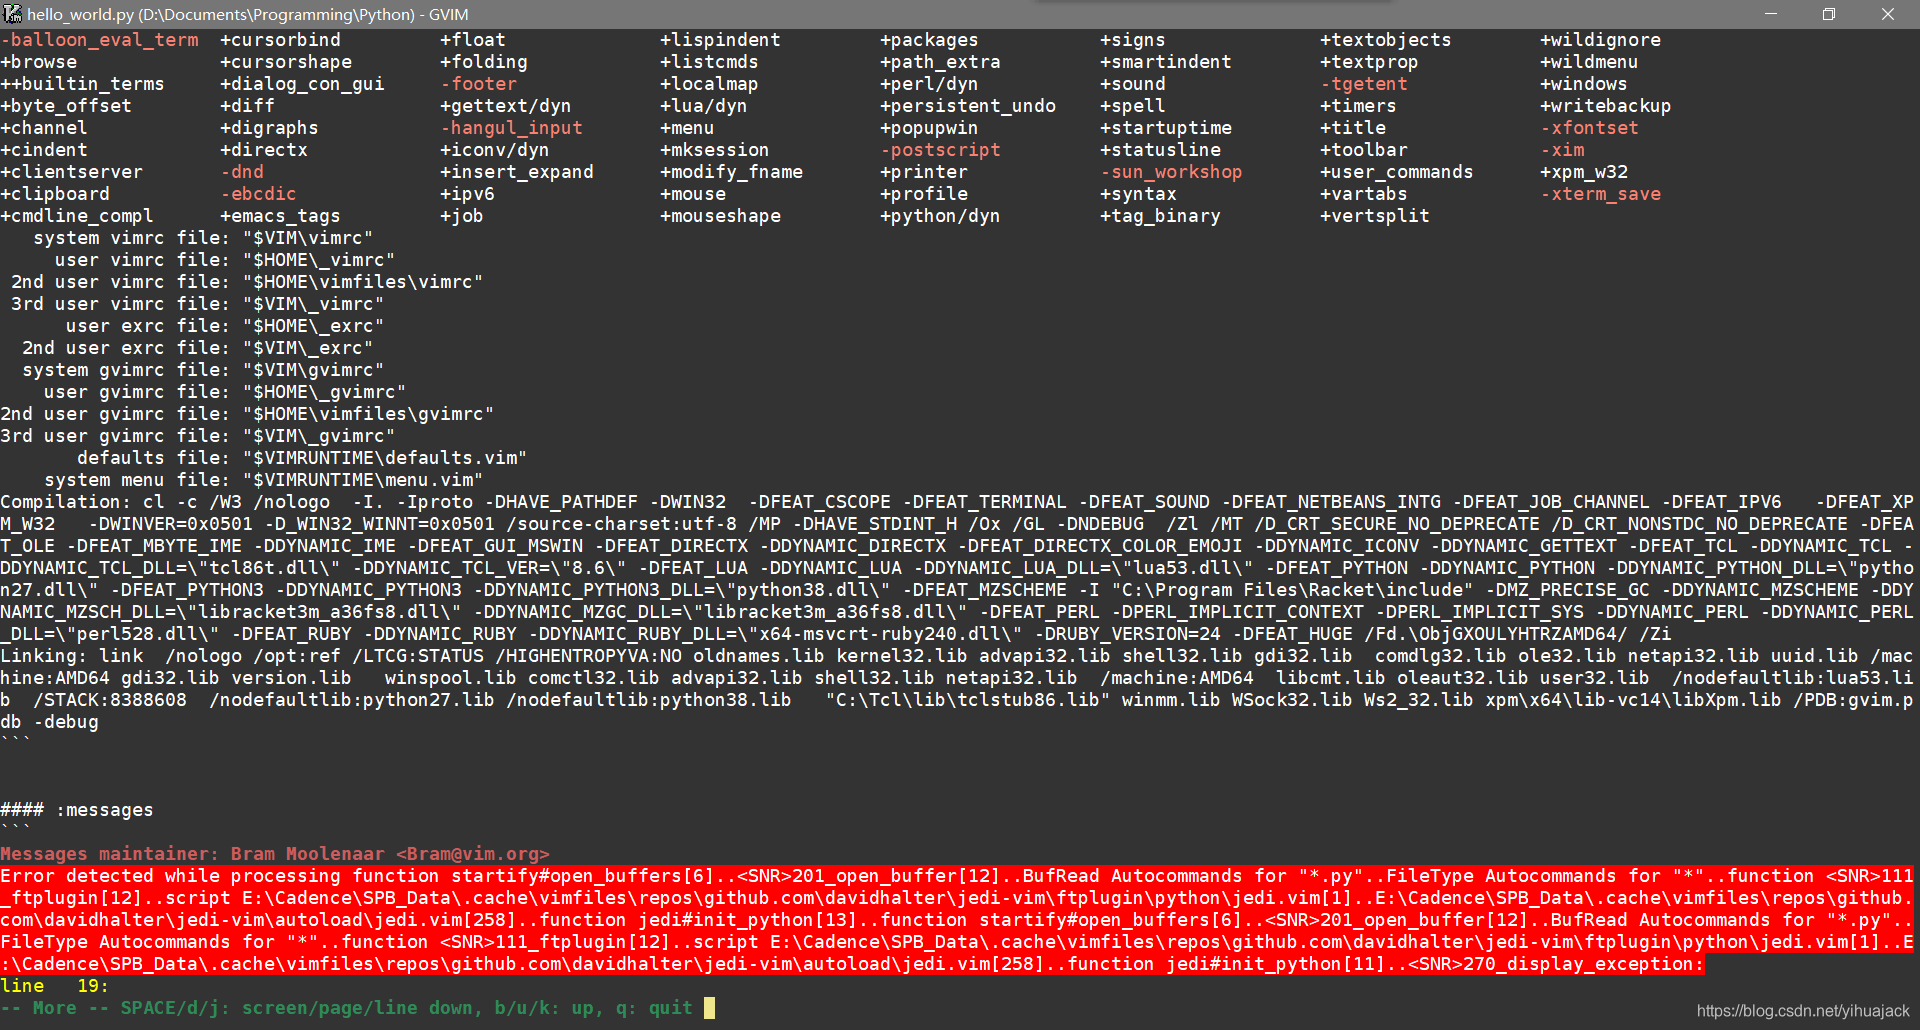 hello_world.py (D:\Documents\Programming\Python) - GVIM
-balloon_eval_term  +cursorbind         +float              +lispindent         +packages           +signs              +textobjects        +wildignore
+browse             +cursorshape        +folding            +listcmds           +path_extra         +smartindent        +textprop           +wildmenu
++builtin_terms     +dialog_con_gui     -footer             +localmap           +perl/dyn           +sound              -tgetent            +windows
+byte_offset        +diff               +gettext/dyn        +lua/dyn            +persistent_undo    +spell              +timers             +writebackup
+channel            +digraphs           -hangul_input       +menu               +popupwin           +startuptime        +title              -xfontset
+cindent            +directx            +iconv/dyn          +mksession          -postscript         +statusline         +toolbar            -xim
+clientserver       -dnd                +insert_expand      +modify_fname       +printer            -sun_workshop       +user_commands      +xpm_w32
+clipboard          -ebcdic             +ipv6               +mouse              +profile            +syntax             +vartabs            -xterm_save
+cmdline_compl      +emacs_tags         +job                +mouseshape         +python/dyn         +tag_binary         +vertsplit
   system vimrc file: "$VIM\vimrc"
     user vimrc file: "$HOME\_vimrc"
 2nd user vimrc file: "$HOME\vimfiles\vimrc"
 3rd user vimrc file: "$VIM\_vimrc"
      user exrc file: "$HOME\_exrc"
  2nd user exrc file: "$VIM\_exrc"
  system gvimrc file: "$VIM\gvimrc"
    user gvimrc file: "$HOME\_gvimrc"
2nd user gvimrc file: "$HOME\vimfiles\gvimrc"
3rd user gvimrc file: "$VIM\_gvimrc"
       defaults file: "$VIMRUNTIME\defaults.vim"
    system menu file: "$VIMRUNTIME\menu.vim"
Compilation: cl -c /W3 /nologo  -I. -Iproto -DHAVE_PATHDEF -DWIN32  -DFEAT_CSCOPE -DFEAT_TERMINAL -DFEAT_SOUND -DFEAT_NETBEANS_INTG -DFEAT_JOB_CHANNEL -DFEAT_IPV6   -DFEAT_XP
M_W32   -DWINVER=0x0501 -D_WIN32_WINNT=0x0501 /source-charset:utf-8 /MP -DHAVE_STDINT_H /Ox /GL -DNDEBUG  /Zl /MT /D_CRT_SECURE_NO_DEPRECATE /D_CRT_NONSTDC_NO_DEPRECATE -DFEA
T_OLE -DFEAT_MBYTE_IME -DDYNAMIC_IME -DFEAT_GUI_MSWIN -DFEAT_DIRECTX -DDYNAMIC_DIRECTX -DFEAT_DIRECTX_COLOR_EMOJI -DDYNAMIC_ICONV -DDYNAMIC_GETTEXT -DFEAT_TCL -DDYNAMIC_TCL -
DDYNAMIC_TCL_DLL=\"tcl86t.dll\" -DDYNAMIC_TCL_VER=\"8.6\" -DFEAT_LUA -DDYNAMIC_LUA -DDYNAMIC_LUA_DLL=\"lua53.dll\" -DFEAT_PYTHON -DDYNAMIC_PYTHON -DDYNAMIC_PYTHON_DLL=\"pytho
n27.dll\" -DFEAT_PYTHON3 -DDYNAMIC_PYTHON3 -DDYNAMIC_PYTHON3_DLL=\"python38.dll\" -DFEAT_MZSCHEME -I "C:\Program Files\Racket\include" -DMZ_PRECISE_GC -DDYNAMIC_MZSCHEME -DDY
NAMIC_MZSCH_DLL=\"libracket3m_a36fs8.dll\" -DDYNAMIC_MZGC_DLL=\"libracket3m_a36fs8.dll\" -DFEAT_PERL -DPERL_IMPLICIT_CONTEXT -DPERL_IMPLICIT_SYS -DDYNAMIC_PERL -DDYNAMIC_PERL
_DLL=\"perl528.dll\" -DFEAT_RUBY -DDYNAMIC_RUBY -DDYNAMIC_RUBY_DLL=\"x64-msvcrt-ruby240.dll\" -DRUBY_VERSION=24 -DFEAT_HUGE /Fd.\ObjGXOULYHTRZAMD64/ /Zi
Linking: link  /nologo /opt:ref /LTCG:STATUS /HIGHENTROPYVA:NO oldnames.lib kernel32.lib advapi32.lib shell32.lib gdi32.lib  comdlg32.lib ole32.lib netapi32.lib uuid.lib /mac
hine:AMD64 gdi32.lib version.lib   winspool.lib comctl32.lib advapi32.lib shell32.lib netapi32.lib  /machine:AMD64  libcmt.lib oleaut32.lib user32.lib  /nodefaultlib:lua53.li
b  /STACK:8388608  /nodefaultlib:python27.lib /nodefaultlib:python38.lib   "C:\Tcl\lib\tclstub86.lib" winmm.lib WSock32.lib Ws2_32.lib xpm\x64\lib-vc14\libXpm.lib /PDB:gvim.p
db -debug
```
#### :messages
```
Messages maintainer: Bram Moolenaar <Bram@vim.org>
Error detected while processing function startify#open_buffers[6]..<SNR>201_open_buffer[12]..BufRead Autocommands for "*.py"..FileType Autocommands for "*"..function <SNR>111
_ftplugin[12]..script E:\Cadence\SPB_Data\.cache\vimfiles\repos\github.com\davidhalter\jedi-vim\ftplugin\python\jedi.vim[1]..E:\Cadence\SPB_Data\.cache\vimfiles\repos\github.
com\davidhalter\jedi-vim\autoload\jedi.vim[258]..function jedi#init_python[13]..function startify#open_buffers[6]..<SNR>201_open_buffer[12]..BufRead Autocommands for "*.py"..
FileType Autocommands for "*"..function <SNR>111_ftplugin[12]..script E:\Cadence\SPB_Data\.cache\vimfiles\repos\github.com\davidhalter\jedi-vim\ftplugin\python\jedi.vim[1]..E
:\Cadence\SPB_Data\.cache\vimfiles\repos\github.com\davidhalter\jedi-vim\autoload\jedi.vim[258]..function jedi#init_python[11]..<SNR>270_display_exception:
line   19:
-- More -- SPACE/d/j: screen/page/line down, b/u/k: up, q: quit
https://blog.csdn.net/yihuajack